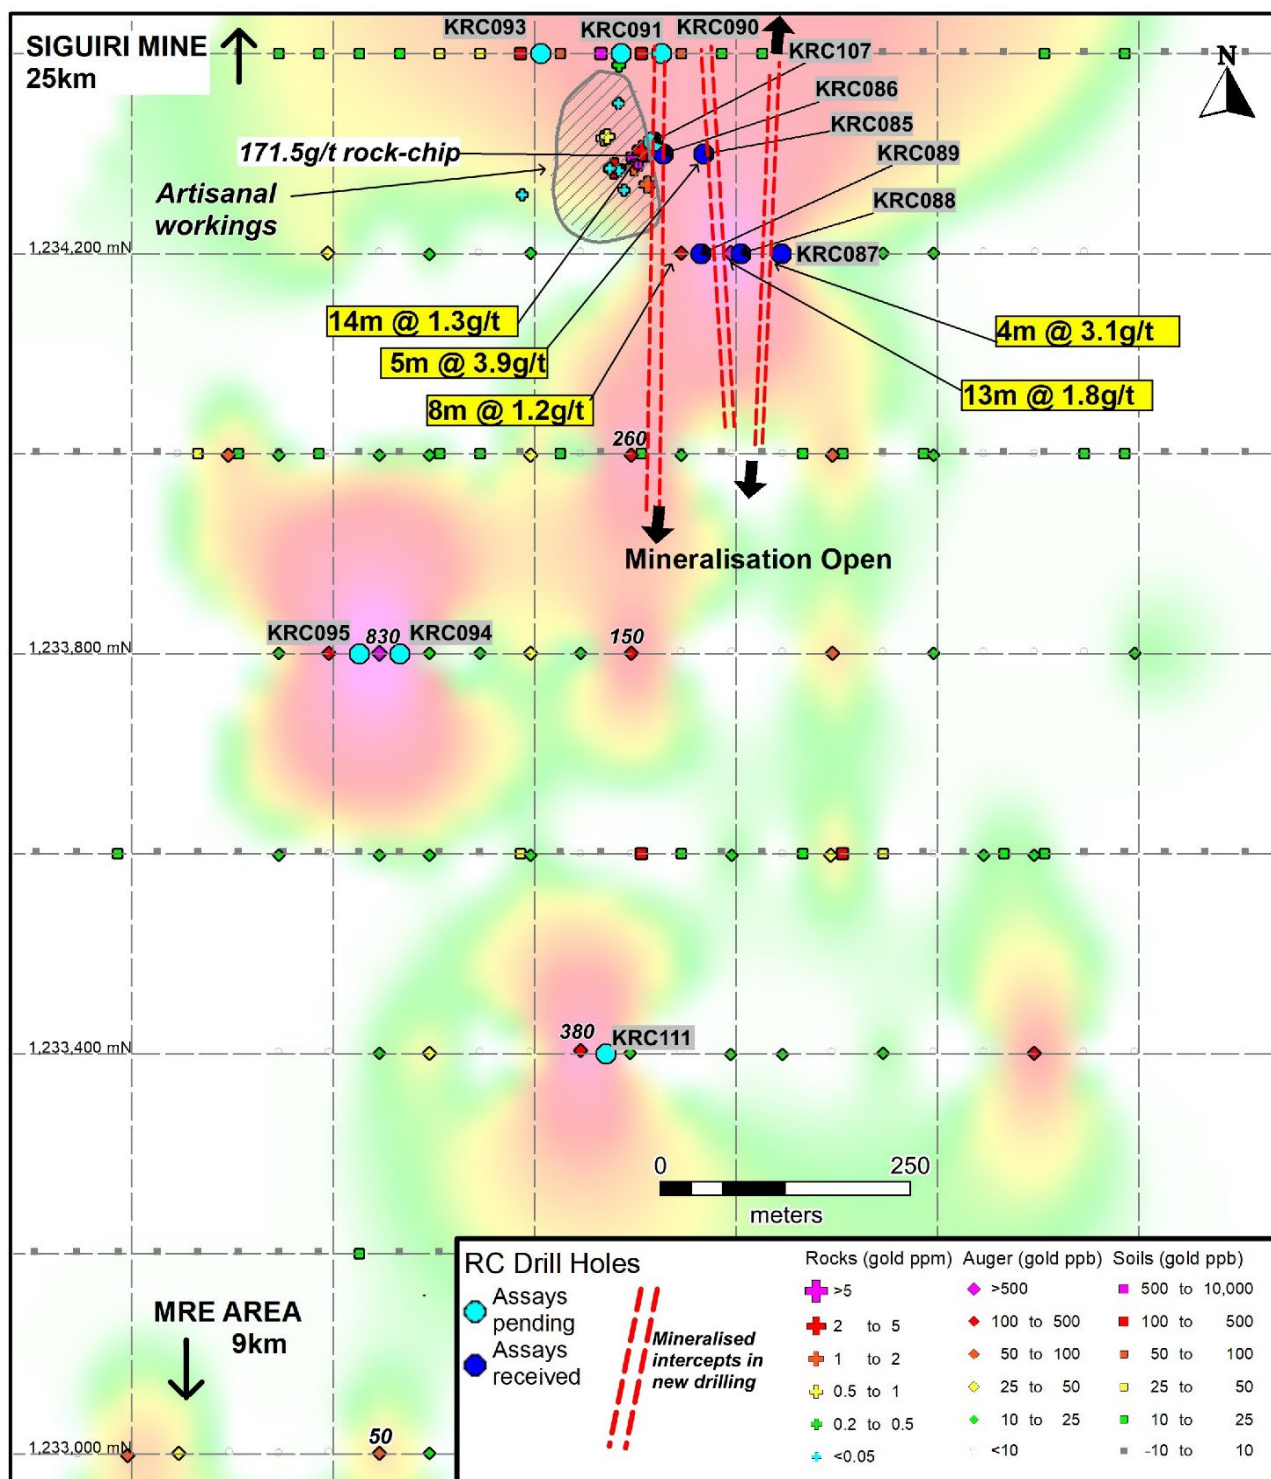 SIGUIRI MINE
25km
KRC093
KRC091
KRC090
KRC107
KRC086
KRC085
KRC089
KRC088
KRC087
N
171.5g/t rock-chip
Artisanal
workings
1,234,200 mN
14m @ 1.3g/t
5m @ 3.9g/t
8m @ 1.2g/t
4m @ 3.1g/t
13m @ 1.8g/t
260
Mineralisation Open
KRC095
830
KRC094
150
1,233,800 mN
380
KRC111
1,233,400 mN
0
250
meters
MRE AREA
9km
50
1,233,000 mN
RC Drill Holes
Assays
pending
Assays
received
Mineralised
intercepts in
new drilling
Rocks (gold ppm)
>5
2 to 5
1 to 2
0.5 to 1
0.2 to 0.5
<0.05
Auger (gold ppb)
>500
100 to 500
50 to 100
25 to 50
10 to 25
<10
Soils (gold ppb)
500 to 10,000
100 to 500
50 to 100
25 to 50
10 to 25
-10 to 10